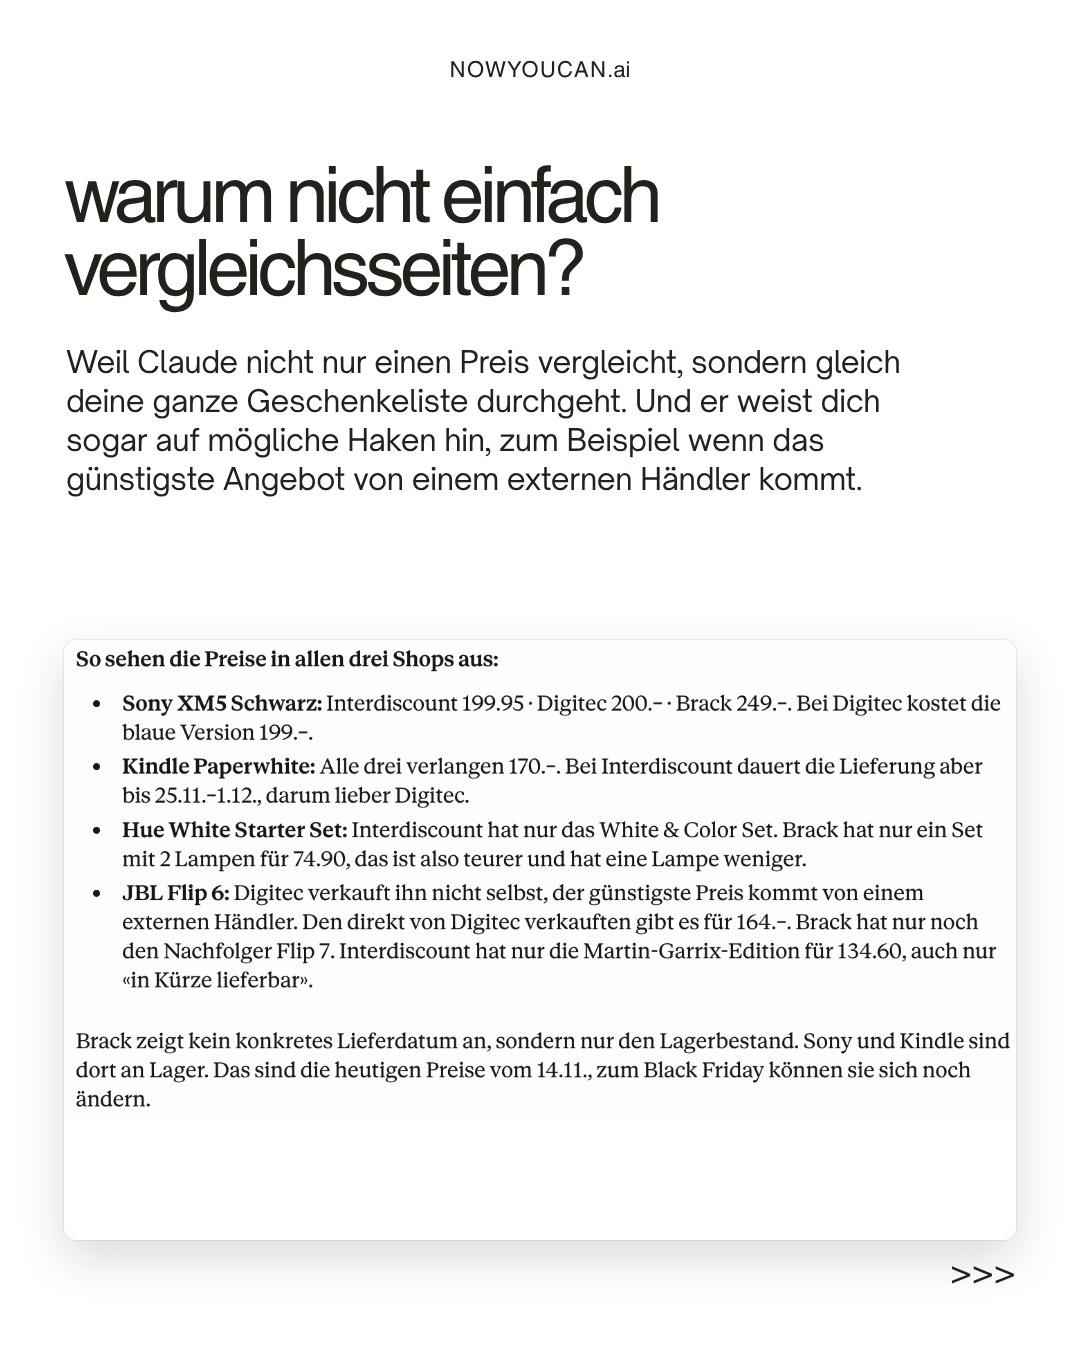 NOWYOUCAN.ai
warum nicht einfach
vergleichsseiten?
Weil Claude nicht nur einen Preis vergleicht, sondern gleich
deine ganze Geschenkeliste durchgeht. Und er weist dich
sogar auf mögliche Haken hin, zum Beispiel wenn das
günstigste Angebot von einem externen Händler kommt.
So sehen die Preise in allen drei Shops aus:
• Sony XM5 Schwarz: Interdiscount 199.95 · Digitec 200.– · Brack 249.–. Bei Digitec kostet die
blaue Version 199.–.
• Kindle Paperwhite: Alle drei verlangen 170.–. Bei Interdiscount dauert die Lieferung aber
bis 25.11.–1.12., darum lieber Digitec.
• Hue White Starter Set: Interdiscount hat nur das White & Color Set. Brack hat nur ein Set
mit 2 Lampen für 74.90, das ist also teurer und hat eine Lampe weniger.
• JBL Flip 6: Digitec verkauft ihn nicht selbst, der günstigste Preis kommt von einem
externen Händler. Den direkt von Digitec verkauften gibt es für 164.–. Brack hat nur noch
den Nachfolger Flip 7. Interdiscount hat nur die Martin-Garrix-Edition für 134.60, auch nur
«in Kürze lieferbar».
Brack zeigt kein konkretes Lieferdatum an, sondern nur den Lagerbestand. Sony und Kindle sind
dort an Lager. Das sind die heutigen Preise vom 14.11., zum Black Friday können sie sich noch
ändern.
>>>